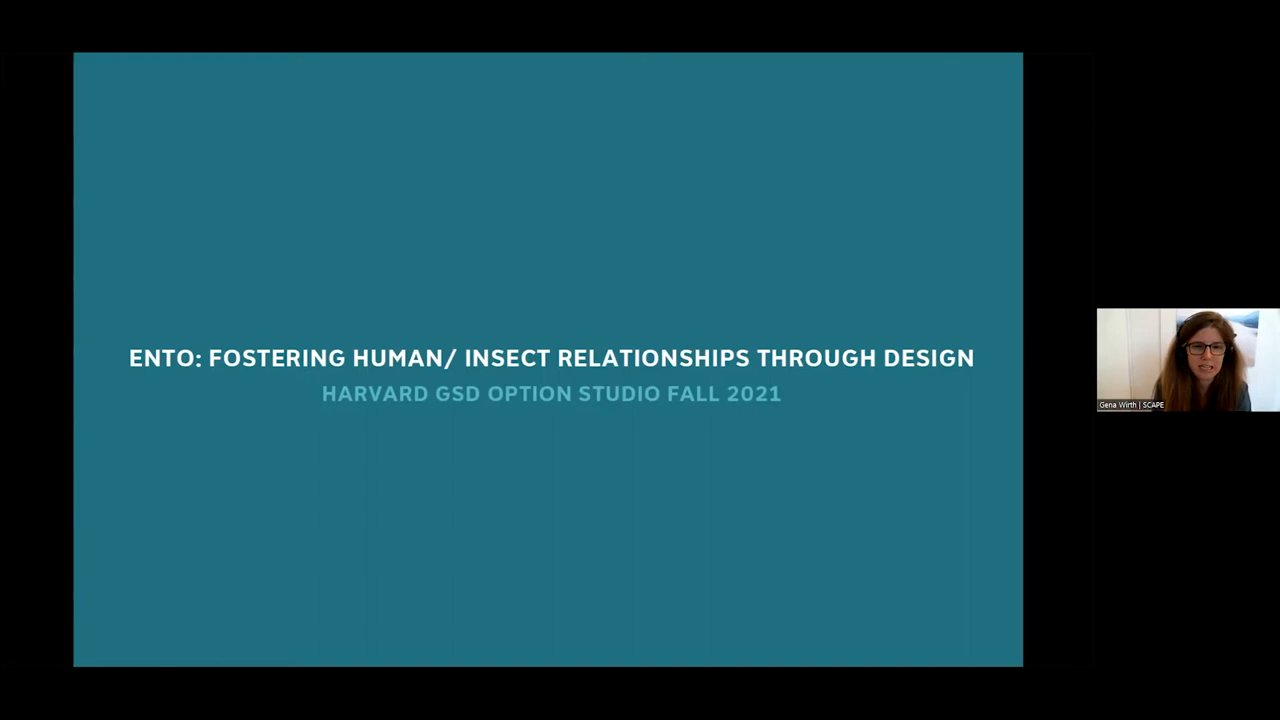 ENTO: FOSTERING HUMAN/ INSECT RELATIONSHIPS THROUGH DESIGN
HARVARD GSD OPTION STUDIO FALL 2021
Gena Wirth | SCAPE